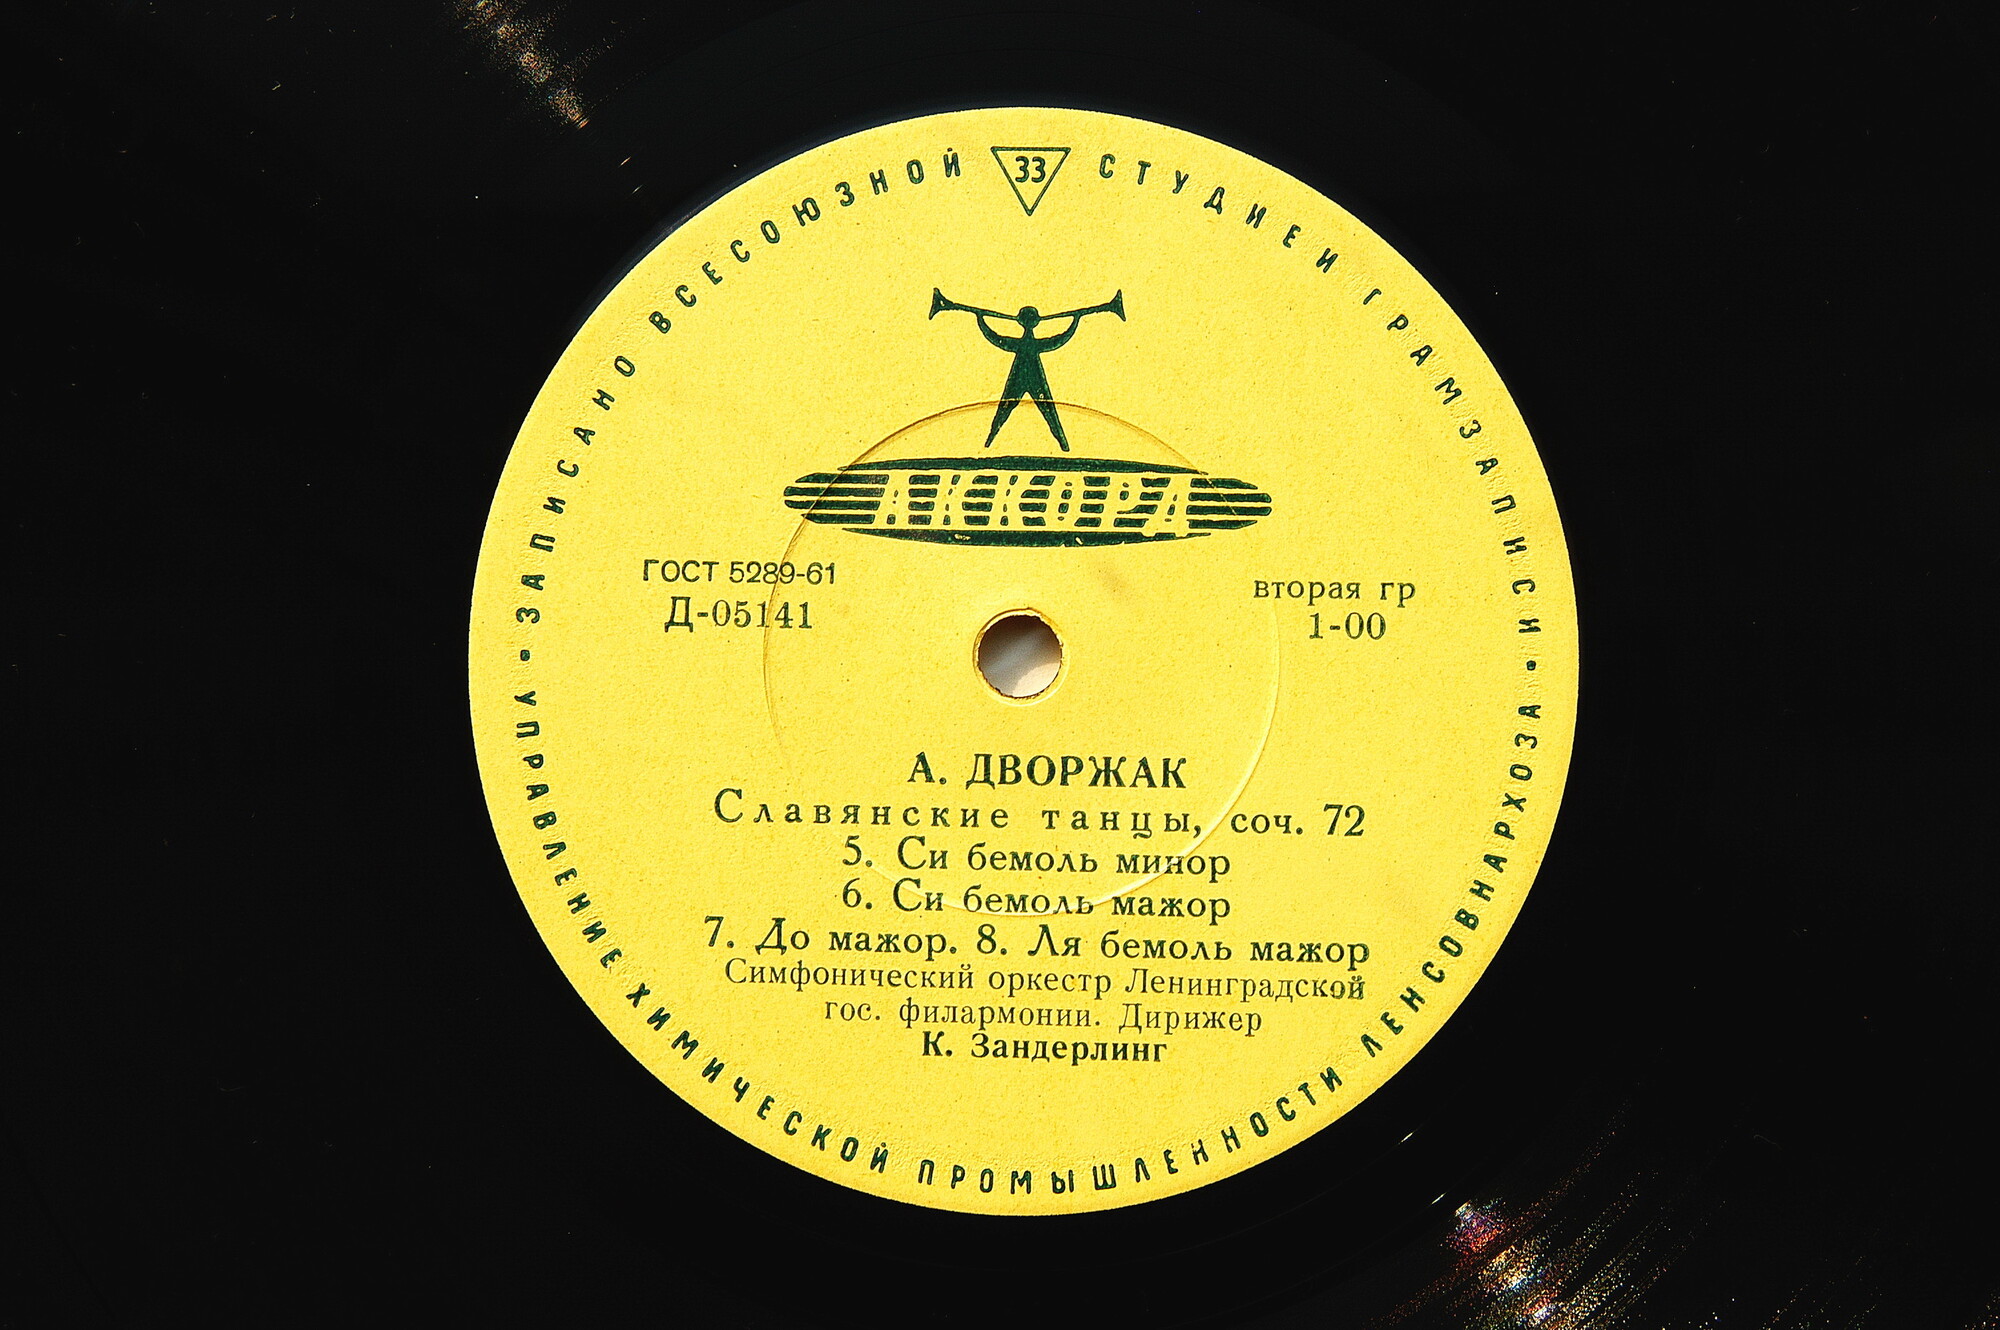 ЗАПИСАНО ВСЕСОЮЗНОЙ СТУДИЕЙ ГРАМЗАПИСИ
33
АККОРД
ГОСТ 5289-61
Д-05141
вторая гр
1-00
А. ДВОРЖАК
Славянские танцы, соч. 72
5. Си бемоль минор
6. Си бемоль мажор
7. До мажор. 8. Ля бемоль мажор
Симфонический оркестр Ленинградской
гос. филармонии. Дирижер
К. Зандерлинг
• УПРАВЛЕНИЕ ХИМИЧЕСКОЙ ПРОМЫШЛЕННОСТИ ЛЕНСОВНАРХОЗА •